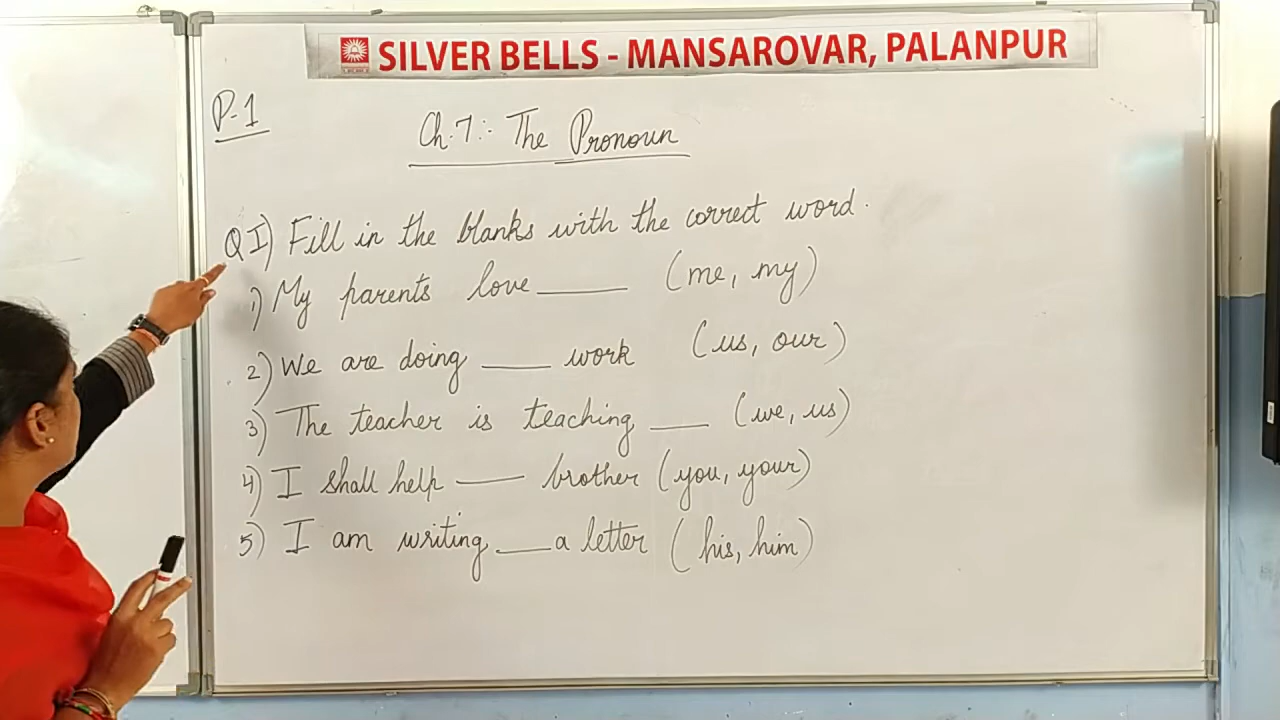 SILVER BELLS - MANSAROVAR, PALANPUR
P-1
Ch.7:- The Pronoun
Q I) Fill in the blanks with the correct word.
1) My parents love ____ (me, my)
2) We are doing ____ work (us, our)
3) The teacher is teaching ____ (we, us)
4) I shall help ____ brother (you, your)
5) I am writing ____ a letter (his, him)